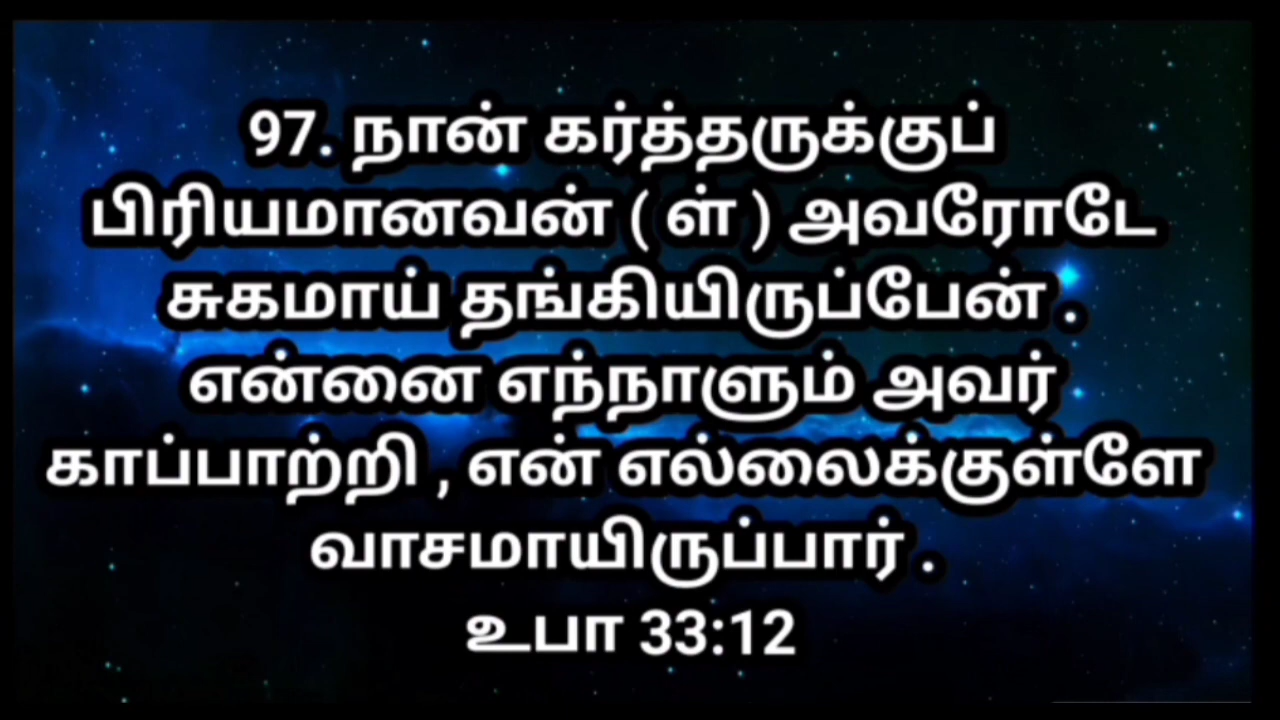 97. நான் கர்த்தருக்குப்
பிரியமானவன் ( ள் ) அவரோடே
சுகமாய் தங்கியிருப்பேன் .
என்னை எந்நாளும் அவர்
காப்பாற்றி , என் எல்லைக்குள்ளே
வாசமாயிருப்பார் .
உபா 33:12